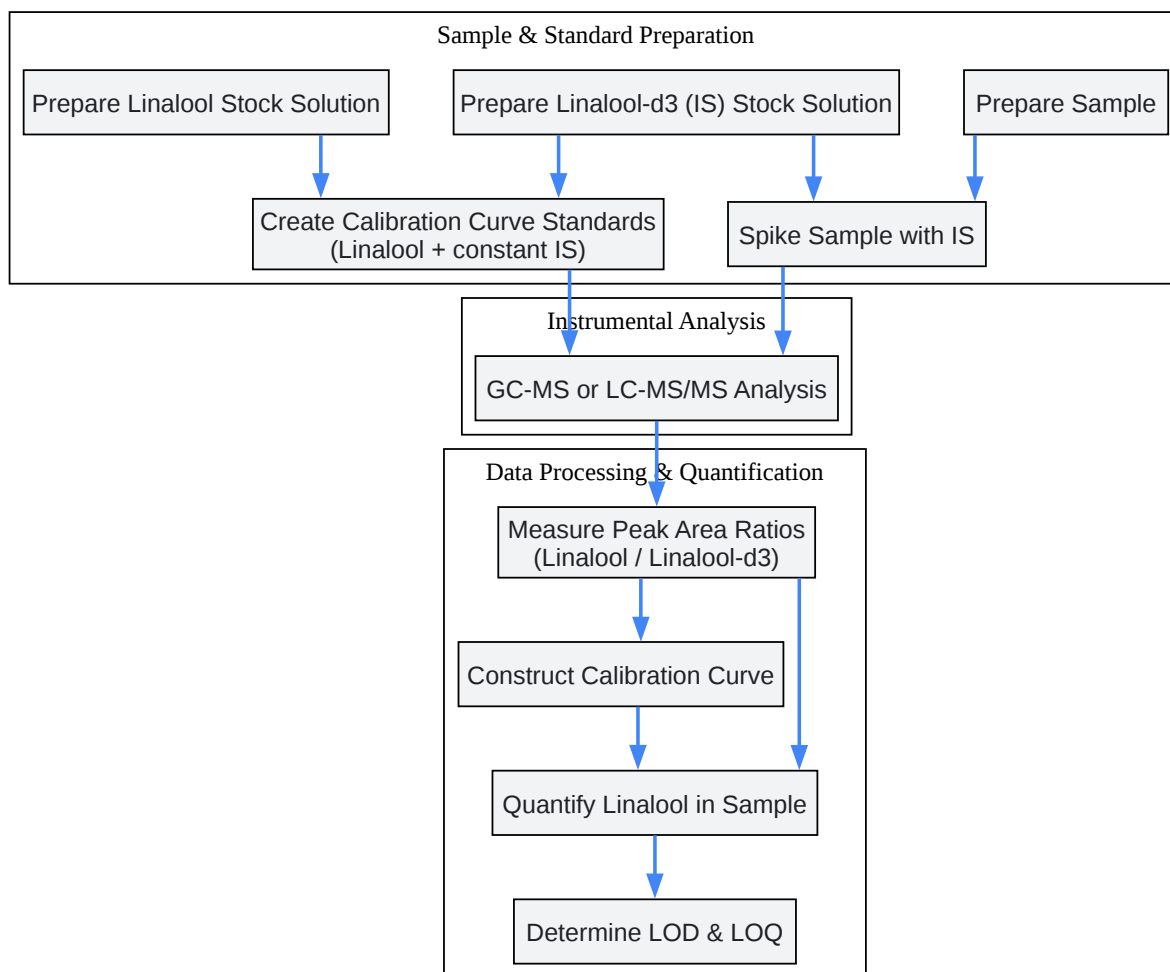 Sample & Standard Preparation
Prepare Linalool Stock Solution
Prepare Linalool-d3 (IS) Stock Solution
Prepare Sample
Create Calibration Curve Standards
(Linalool + constant IS)
Spike Sample with IS
Instrumental Analysis
GC-MS or LC-MS/MS Analysis
Data Processing & Quantification
Measure Peak Area Ratios
(Linalool / Linalool-d3)
Construct Calibration Curve
Quantify Linalool in Sample
Determine LOD & LOQ